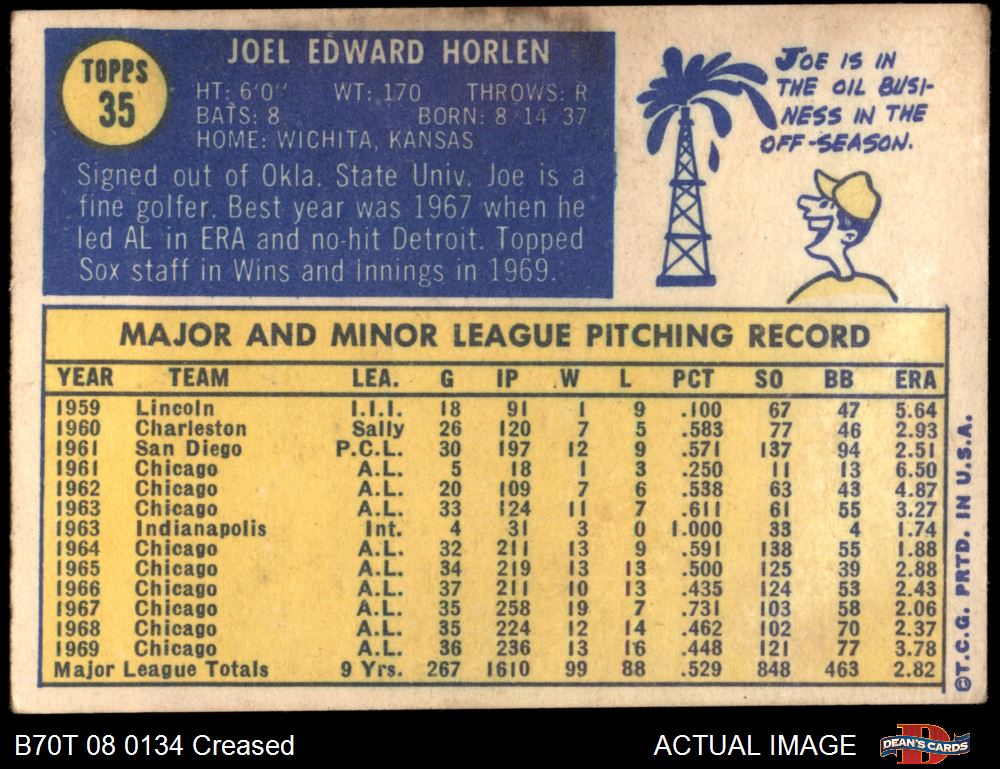 TOPPS
35
JOEL EDWARD HORLEN
HT: 6'0" WT: 170 THROWS: R
BATS: 8 BORN: 8 14 37
HOME: WICHITA, KANSAS
Signed out of Okla. State Univ. Joe is a
fine golfer. Best year was 1967 when he
led AL in ERA and no-hit Detroit. Topped
Sox staff in Wins and Innings in 1969.
JOE IS IN
THE OIL BUSI-
NESS IN THE
OFF-SEASON.
MAJOR AND MINOR LEAGUE PITCHING RECORD
YEAR TEAM LEA. G IP W L PCT SO BB ERA
1959 Lincoln I.I.I. 18 91 1 9 .100 67 47 5.64
1960 Charleston Sally 26 120 7 5 .583 77 46 2.93
1961 San Diego P.C.L. 30 197 12 9 .571 137 94 2.51
1961 Chicago A.L. 5 18 1 3 .250 11 13 6.50
1962 Chicago A.L. 20 109 7 6 .538 63 43 4.87
1963 Chicago A.L. 33 124 11 7 .611 61 55 3.27
1963 Indianapolis Int. 4 31 3 0 1.000 33 4 1.74
1964 Chicago A.L. 32 211 13 9 .591 138 55 1.88
1965 Chicago A.L. 34 219 13 13 .500 125 39 2.88
1966 Chicago A.L. 37 211 10 13 .435 124 53 2.43
1967 Chicago A.L. 35 258 19 7 .731 103 58 2.06
1968 Chicago A.L. 35 224 12 14 .462 102 70 2.37
1969 Chicago A.L. 36 236 13 16 .448 121 77 3.78
Major League Totals 9 Yrs. 267 1610 99 88 .529 848 463 2.82
©T.C.G. PRTD. IN U.S.A.
B70T 08 0134 Creased
ACTUAL IMAGE
DEAN'S CARDS